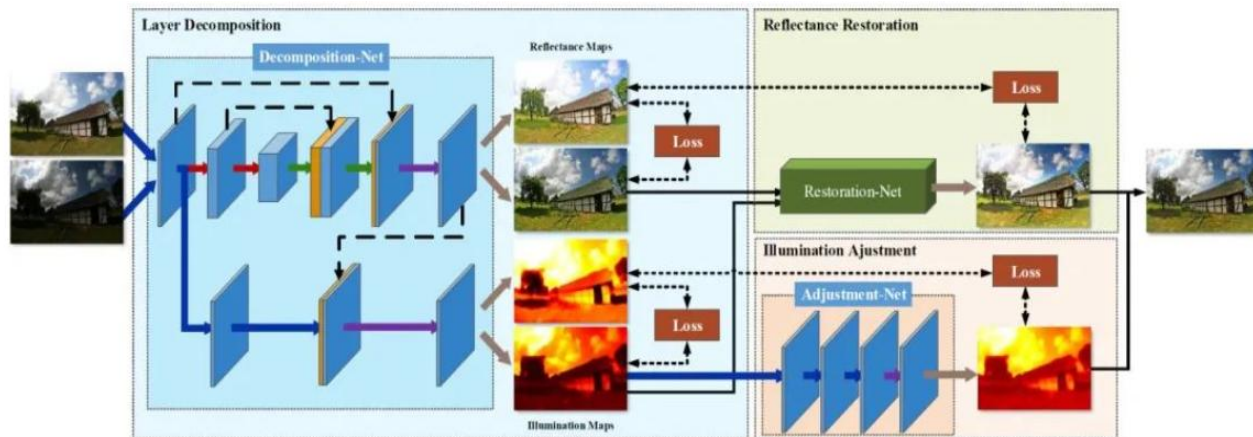 Layer Decomposition
Decomposition-Net
Reflectance Maps
Loss
Loss
Illumination Maps
Reflectance Restoration
Loss
Restoration-Net
Illumination Ajustment
Loss
Adjustment-Net